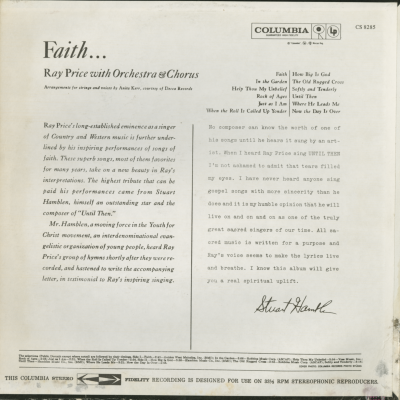 COLUMBIA
CS 8285
Faith...
Ray Price with Orchestra & Chorus
Arrangements for strings and voices by Anita Kerr, courtesy of Decca Records
Faith
In the Garden
Help Thou My Unbelief
Rock of Ages
Just as I Am
When the Roll Is Called Up Yonder
How Big Is God
The Old Rugged Cross
Softly and Tenderly
Until Then
Where He Leads Me
Now the Day Is Over
Ray Price's long-established eminence as a singer
of Country and Western music is further under-
lined by his inspiring performances of songs of
faith. These superb songs, most of them favorites
for many years, take on a new beauty in Ray's
interpretations. The highest tribute that can be
paid his performances came from Stuart
Hamblen, himself an outstanding star and the
composer of "Until Then."
Mr. Hamblen, a moving force in the Youth for
Christ movement, an interdenominational evan-
gelistic organization of young people, heard Ray
Price's group of hymns shortly after they were re-
corded, and hastened to write the accompanying
letter, in testimonial to Ray's inspiring singing.
No composer can know the worth of one of
his songs until he hears it sung by an art-
ist. When I heard Ray Price sing UNTIL THEN
I'm not ashamed to admit that tears filled
my eyes. I have never heard anyone sing
gospel songs with more sincerity than he
does and it is my humble opinion that he will
live on and on and on as one of the truly
great sacred singers of our time. All sa-
cred music is written for a purpose and
Ray's voice seems to make the lyrics live
and breathe. I know this album will give
you a real spiritual uplift.
Stuart Hamblen
THIS COLUMBIA STEREO FIDELITY RECORDING IS DESIGNED FOR USE ON 33⅓ RPM STEREOPHONIC REPRODUCERS.